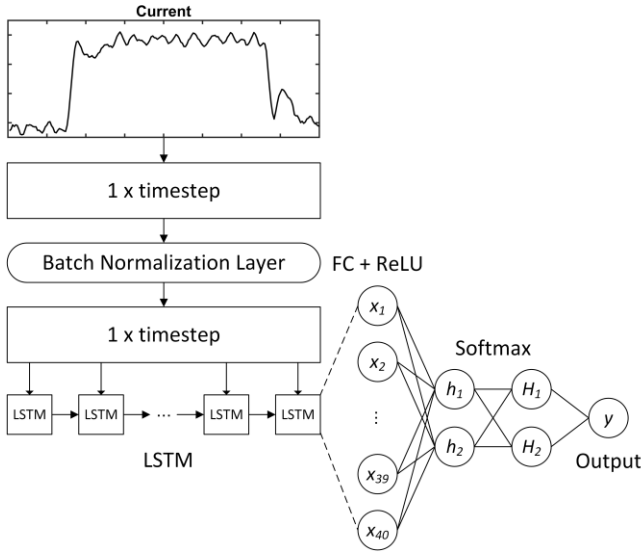 Current
1 x timestep
Batch Normalization Layer
FC + ReLU
1 x timestep
x1
Softmax
x2
h1
H1
LSTM
LSTM
...
LSTM
LSTM
⋮
y
h2
H2
LSTM
Output
x39
x40